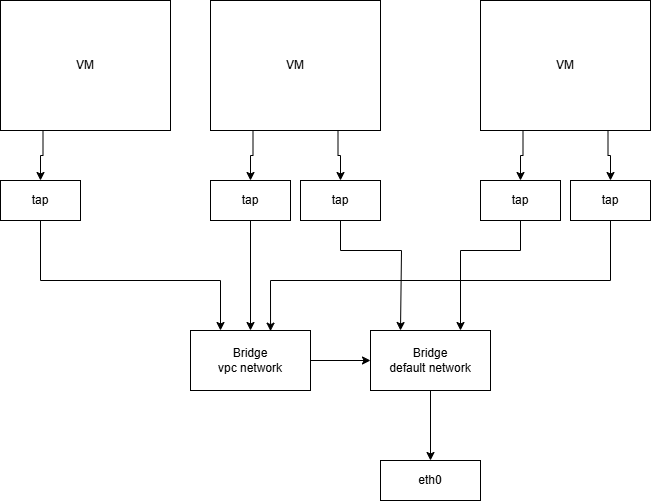 VM
VM
VM
tap
tap
tap
tap
tap
Bridge
vpc network
Bridge
default network
eth0